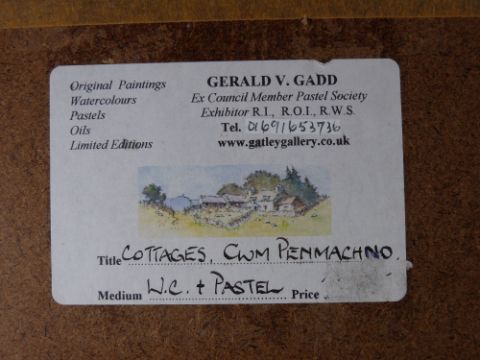 Original Paintings
Watercolours
Pastels
Oils
Limited Editions
GERALD V. GADD
Ex Council Member Pastel Society
Exhibitor R.I., R.O.I., R.W.S.
Tel. 01691653736
www.gatleygallery.co.uk
Title COTTAGES, CWM PENMACHNO.
Medium W.C. + PASTEL Price